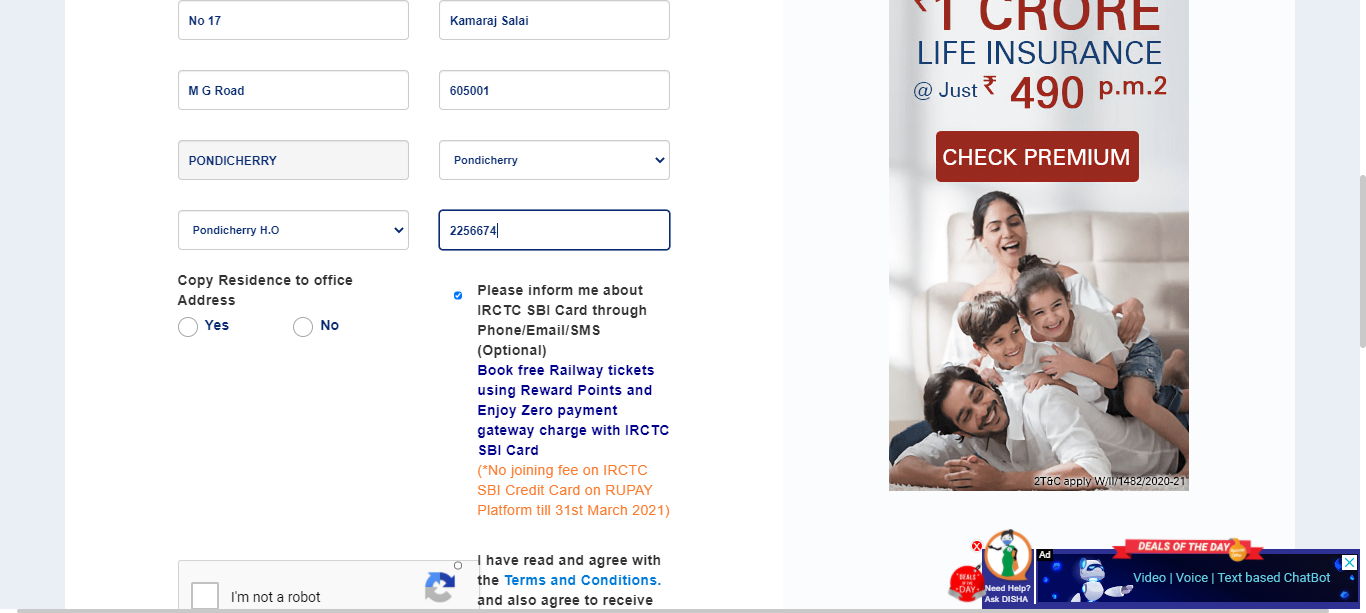 No 17
Kamaraj Salai
M G Road
605001
PONDICHERRY
Pondicherry
Pondicherry H.O
2256674
Copy Residence to office
Address
Yes
No
Please inform me about
IRCTC SBI Card through
Phone/Email/SMS
(Optional)
Book free Railway tickets
using Reward Points and
Enjoy Zero payment
gateway charge with IRCTC
SBI Card
(*No joining fee on IRCTC
SBI Credit Card on RUPAY
Platform till 31st March 2021)
I have read and agree with
the Terms and Conditions.
and also agree to receive
I'm not a robot
₹1 CRORE
LIFE INSURANCE
@ Just ₹ 490 p.m.2
CHECK PREMIUM
2T&C apply W/II/1482/2020-21
DEALS OF THE DAY
Need Help?
Ask DISHA
Ad
DEALS OF THE DAY
Video | Voice | Text based ChatBot